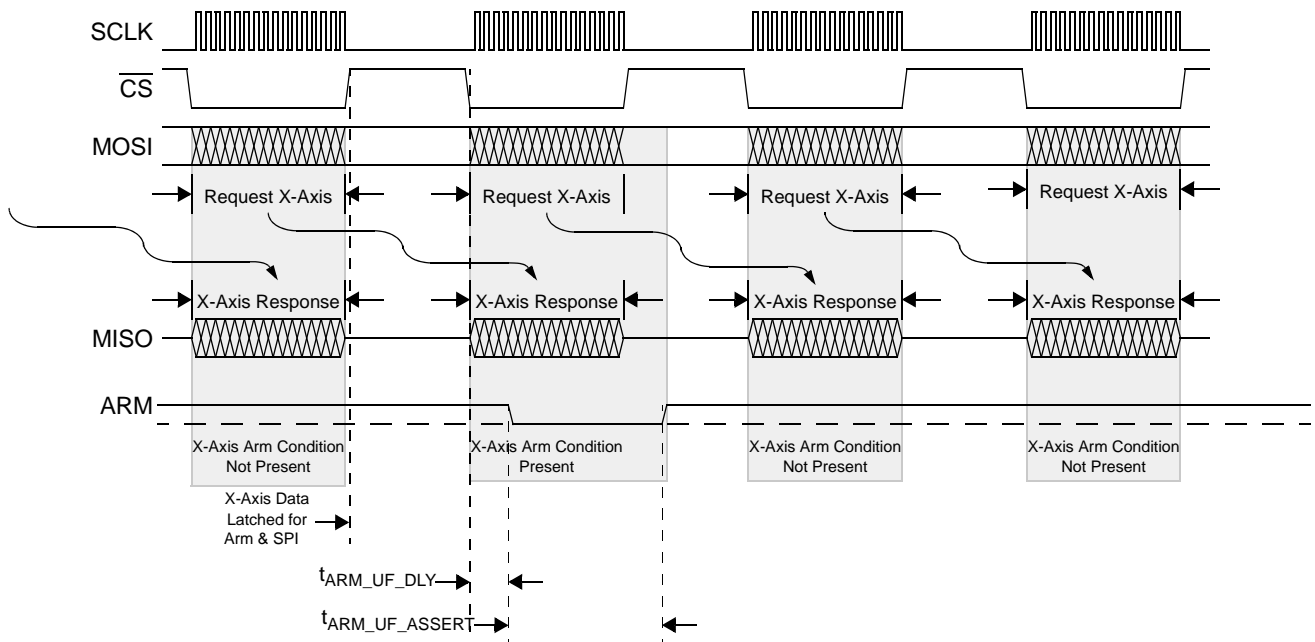 SCLK
CS
MOSI
Request X-Axis
Request X-Axis
Request X-Axis
Request X-Axis
X-Axis Response
X-Axis Response
X-Axis Response
X-Axis Response
MISO
ARM
X-Axis Arm Condition
Not Present
X-Axis Arm Condition
Present
X-Axis Arm Condition
Not Present
X-Axis Arm Condition
Not Present
X-Axis Data
Latched for
Arm & SPI
tARM_UF_DLY
tARM_UF_ASSERT